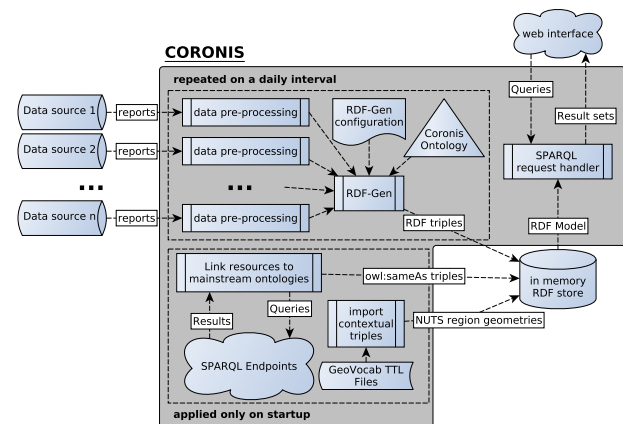 web interface
CORONIS
repeated on a daily interval
Queries
Result sets
Data source 1
reports
data pre-processing
RDF-Gen
configuration
Coronis
Ontology
Data source 2
data pre-processing
SPARQL
request handler
...
...
RDF-Gen
Data source n
reports
data pre-processing
RDF triples
RDF Model
Link resources to
mainstream ontologies
owl:sameAs triples
in memory
RDF store
Results
Queries
import
contextual
triples
NUTS region geometries
SPARQL Endpoints
GeoVocab TTL
Files
applied only on startup